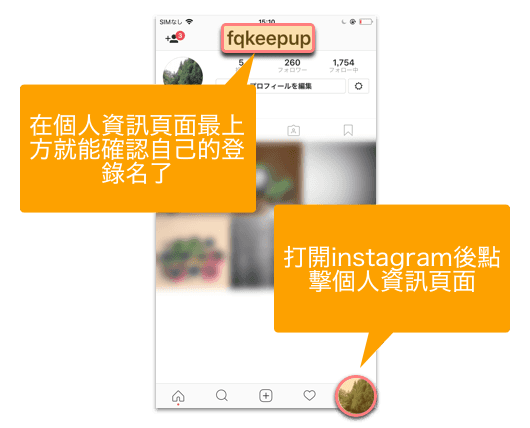 SIMなし 15:10
3
fqkeepup
5 260 1,754
フォロワー フォロー中
プロフィールを編集
在個人資訊頁面最上
方就能確認自己的登
錄名了
打開instagram後點
擊個人資訊頁面